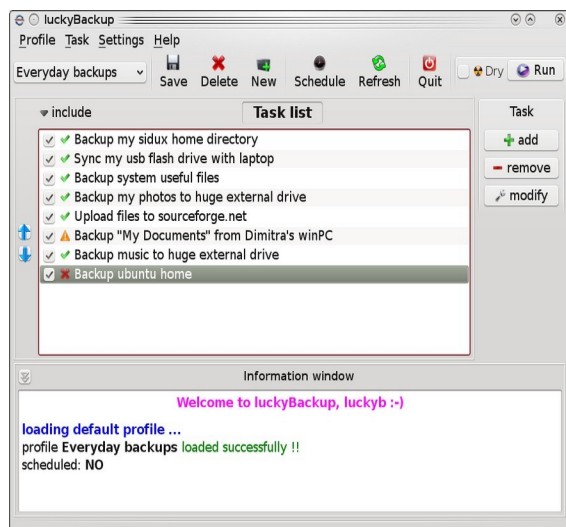 luckyBackup
Profile Task Settings Help
Everyday backups Save Delete New Schedule Refresh Quit Dry Run
include Task list Task
Backup my sidux home directory
Sync my usb flash drive with laptop
Backup system useful files
Backup my photos to huge external drive
Upload files to sourceforge.net
Backup "My Documents" from Dimitra's winPC
Backup music to huge external drive
Backup ubuntu home
add
remove
modify
Information window
Welcome to luckyBackup, luckyb :-)
loading default profile ...
profile Everyday backups loaded successfully !!
scheduled: NO